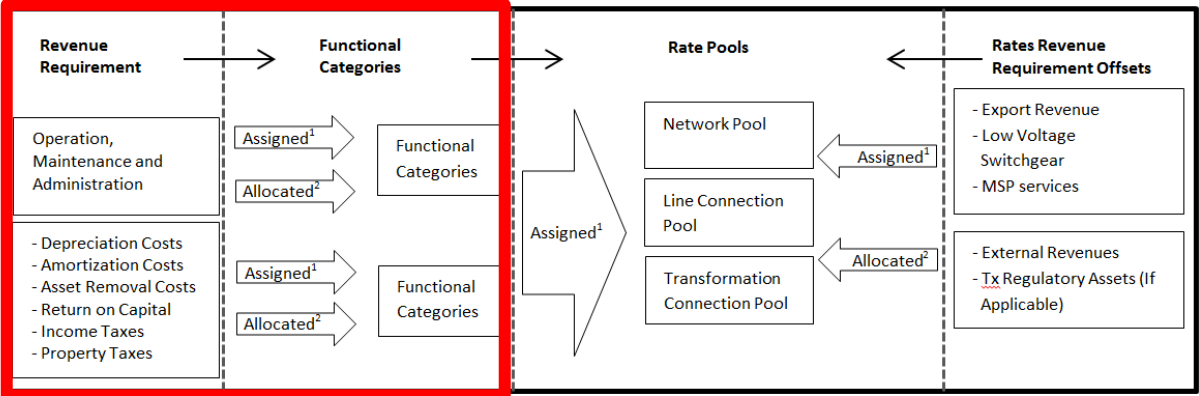 Revenue
Requirement
Functional
Categories
Rate Pools
Rates Revenue
Requirement Offsets
Operation,
Maintenance and
Administration
Assigned1
Allocated2
Functional
Categories
- Depreciation Costs
- Amortization Costs
- Asset Removal Costs
- Return on Capital
- Income Taxes
- Property Taxes
Assigned1
Allocated2
Functional
Categories
Assigned1
Network Pool
Line Connection
Pool
Transformation
Connection Pool
Assigned1
Allocated2
- Export Revenue
- Low Voltage
Switchgear
- MSP services
- External Revenues
- Tx Regulatory Assets (If
Applicable)